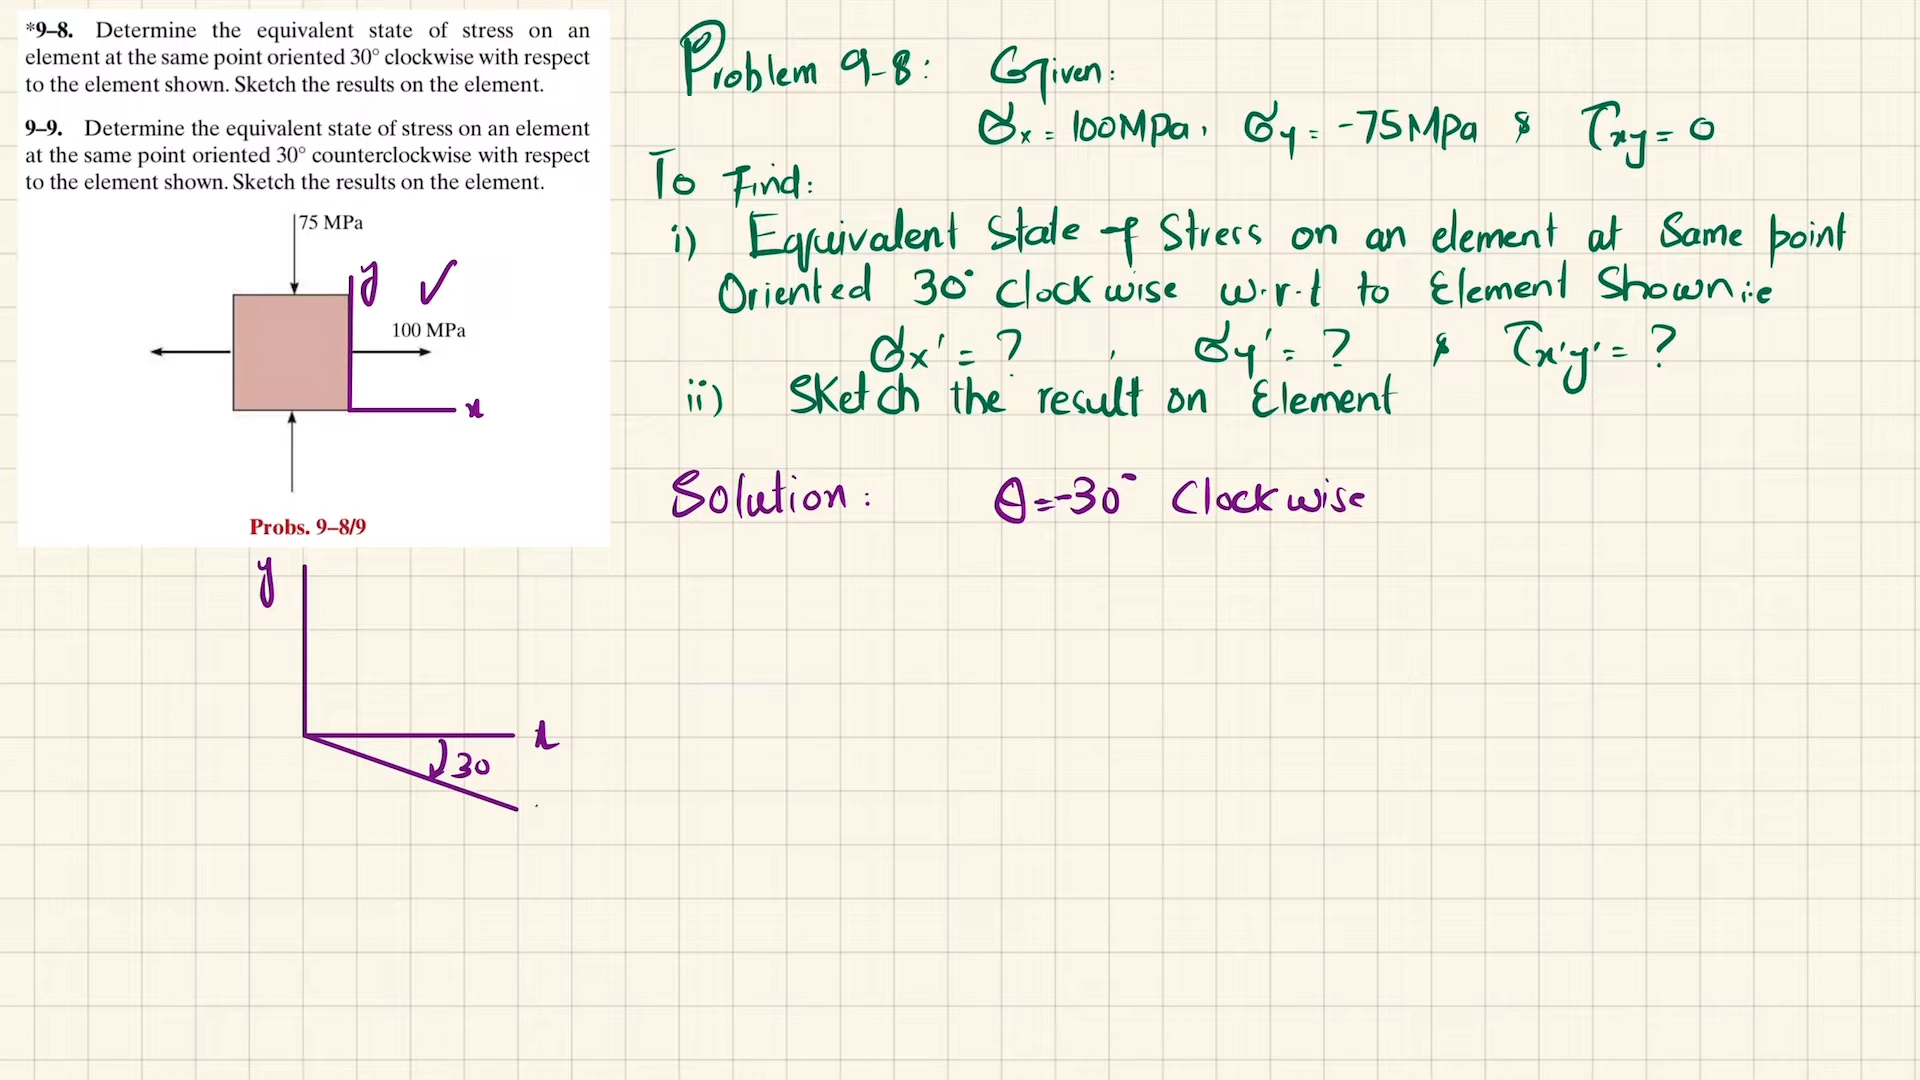 *9–8. Determine the equivalent state of stress on an
element at the same point oriented 30° clockwise with respect
to the element shown. Sketch the results on the element.
9–9. Determine the equivalent state of stress on an element
at the same point oriented 30° counterclockwise with respect
to the element shown. Sketch the results on the element.
75 MPa
y ✓
100 MPa
x
Probs. 9–8/9
y
x
30
Problem 9-8: Given:
σx = 100MPa, σy = -75MPa & τxy = 0
To Find:
i) Equivalent State of Stress on an element at Same point
Oriented 30° Clockwise w.r.t to Element Shown i.e
σx' = ? , σy' = ? & τx'y' = ?
ii) Sketch the result on Element
Solution: θ=-30° Clockwise